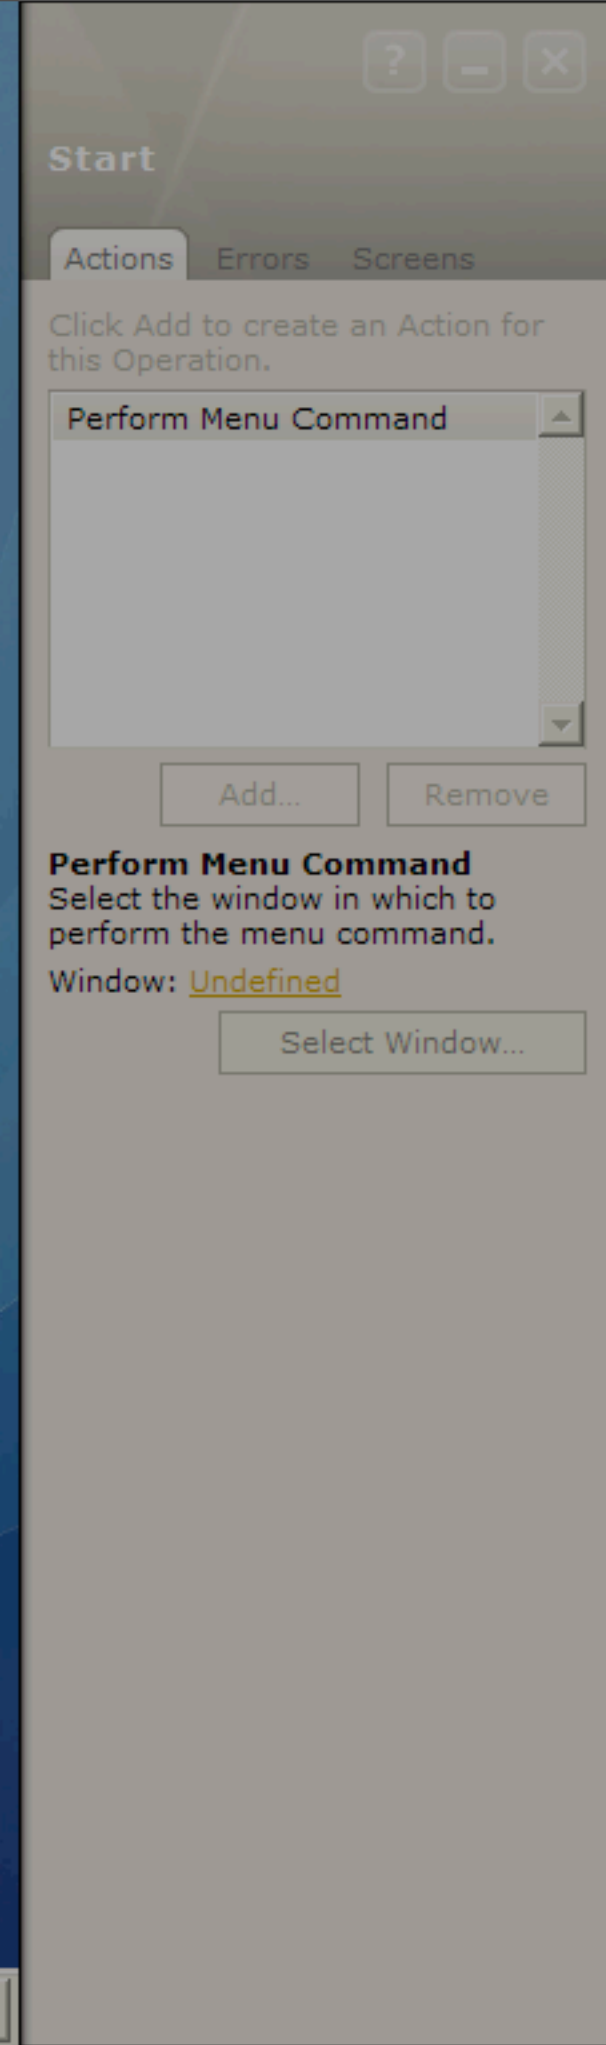 ?
Start
Actions Errors Screens
Click Add to create an Action for
this Operation.
Perform Menu Command
Add... Remove
Perform Menu Command
Select the window in which to
perform the menu command.
Window: Undefined
Select Window...